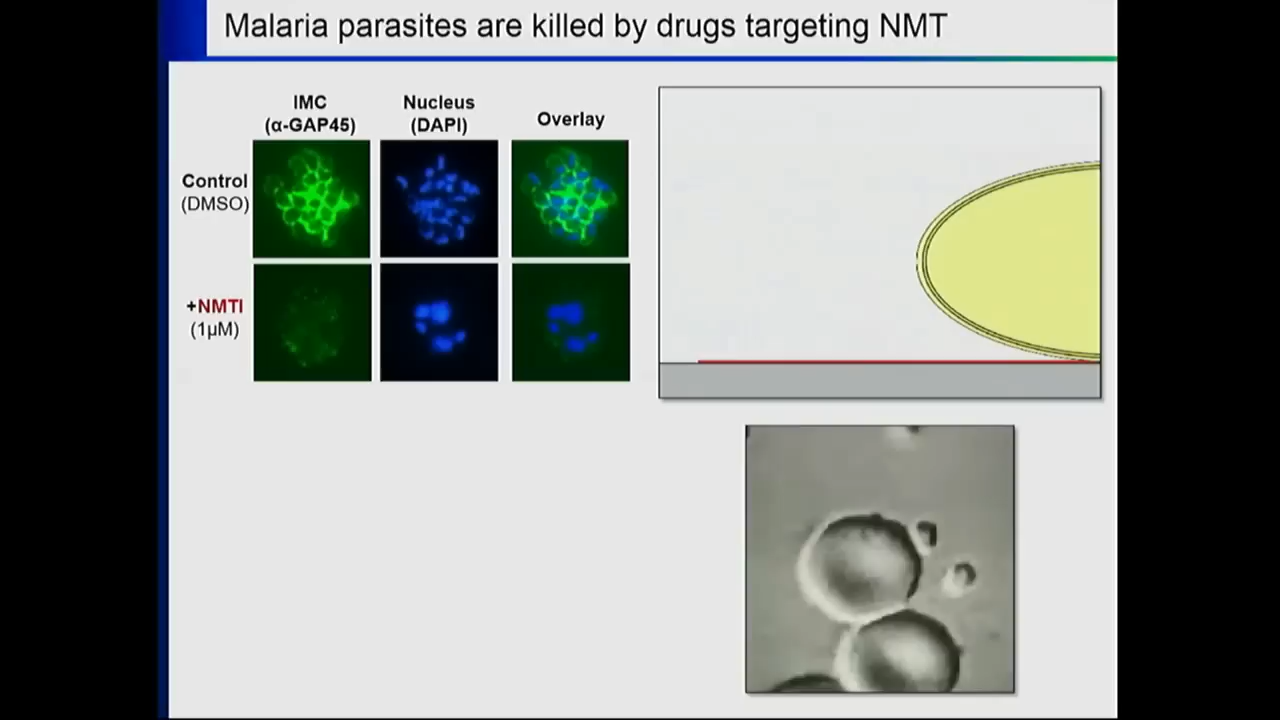 Malaria parasites are killed by drugs targeting NMT
IMC
(α-GAP45)
Nucleus
(DAPI)
Overlay
Control
(DMSO)
+NMTI
(1µM)